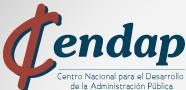 Cendap
Centro Nacional para el Desarrollo
de la Administración Pública